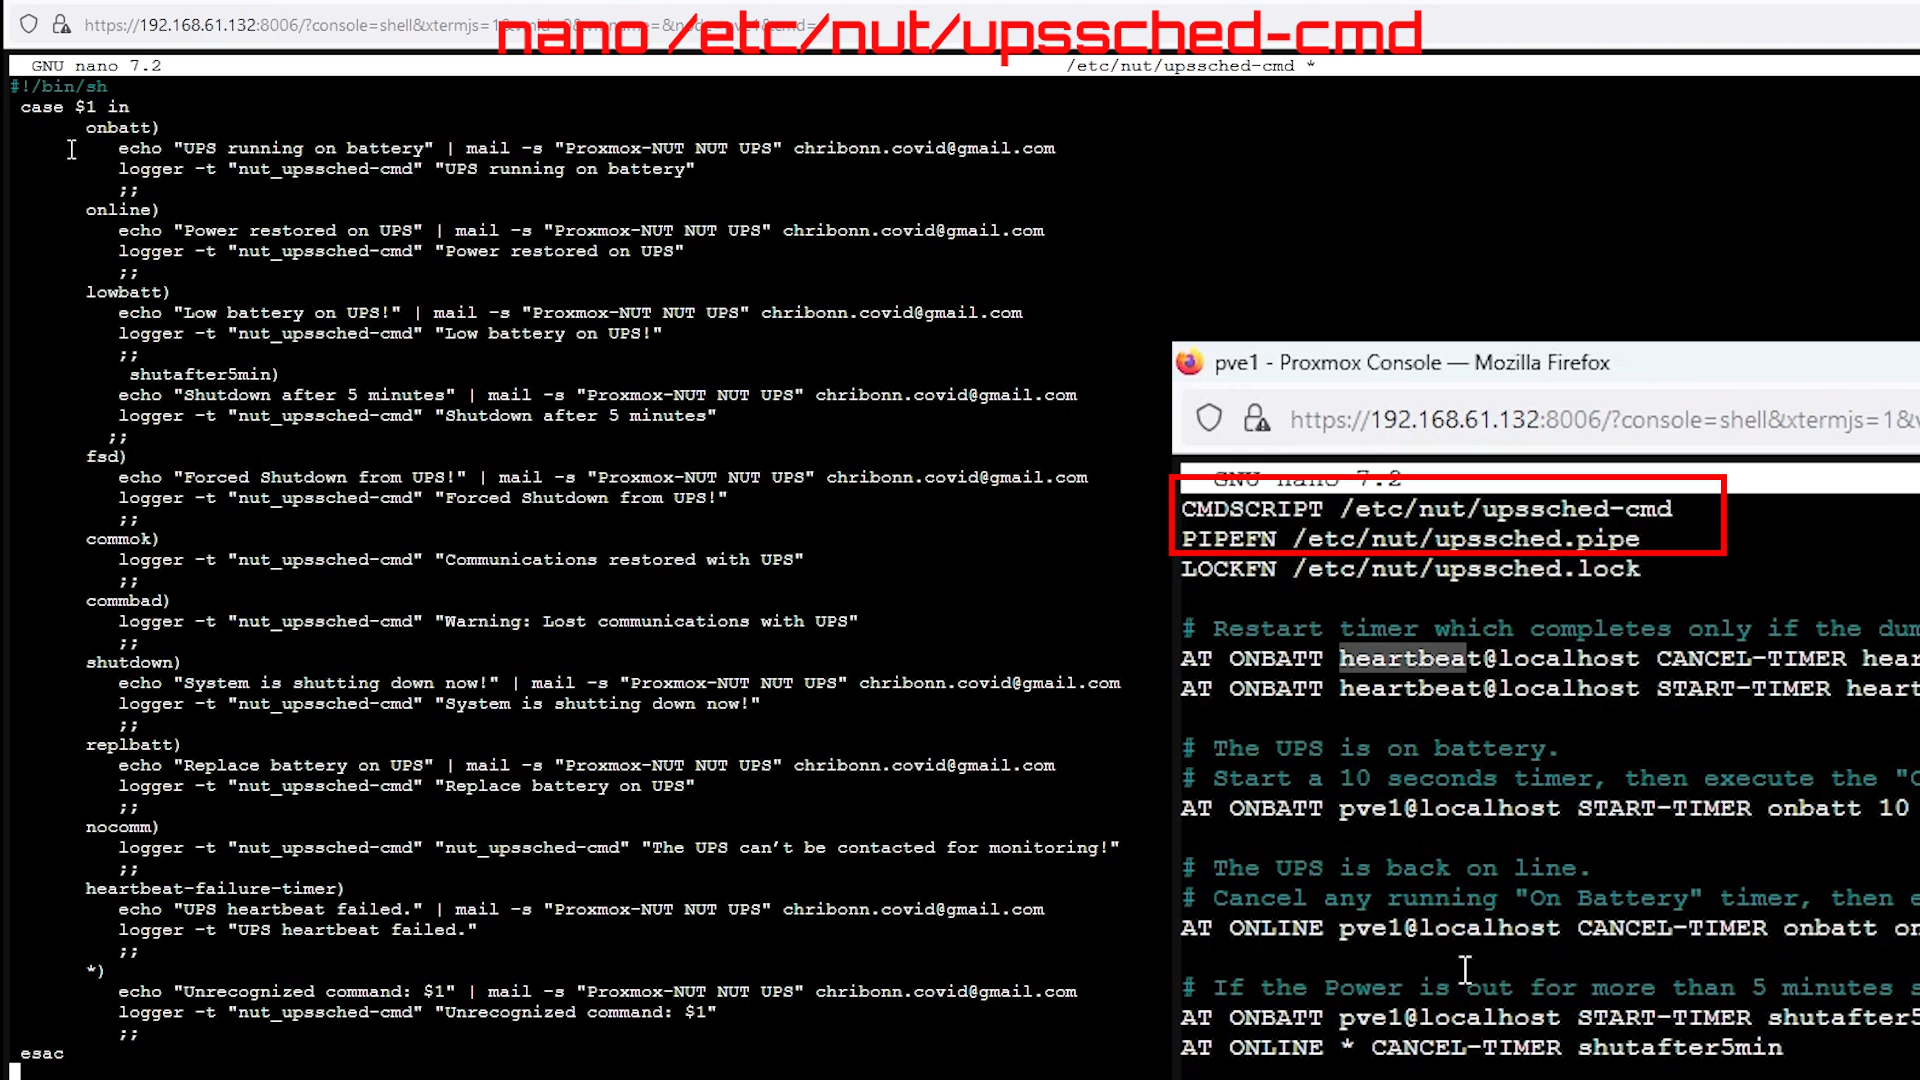 https://192.168.61.132:8006/?console=shell&xtermjs=1
nano /etc/nut/upssched-cmd
GNU nano 7.2
/etc/nut/upssched-cmd *
#!/bin/sh
case $1 in
onbatt)
echo "UPS running on battery" | mail -s "Proxmox-NUT NUT UPS" chribonn.covid@gmail.com
logger -t "nut_upssched-cmd" "UPS running on battery"
;;
online)
echo "Power restored on UPS" | mail -s "Proxmox-NUT NUT UPS" chribonn.covid@gmail.com
logger -t "nut_upssched-cmd" "Power restored on UPS"
;;
lowbatt)
echo "Low battery on UPS!" | mail -s "Proxmox-NUT NUT UPS" chribonn.covid@gmail.com
logger -t "nut_upssched-cmd" "Low battery on UPS!"
;;
shutafter5min)
echo "Shutdown after 5 minutes" | mail -s "Proxmox-NUT NUT UPS" chribonn.covid@gmail.com
logger -t "nut_upssched-cmd" "Shutdown after 5 minutes"
;;
fsd)
echo "Forced Shutdown from UPS!" | mail -s "Proxmox-NUT NUT UPS" chribonn.covid@gmail.com
logger -t "nut_upssched-cmd" "Forced Shutdown from UPS!"
;;
commok)
logger -t "nut_upssched-cmd" "Communications restored with UPS"
;;
commbad)
logger -t "nut_upssched-cmd" "Warning: Lost communications with UPS"
;;
shutdown)
echo "System is shutting down now!" | mail -s "Proxmox-NUT NUT UPS" chribonn.covid@gmail.com
logger -t "nut_upssched-cmd" "System is shutting down now!"
;;
replbatt)
echo "Replace battery on UPS" | mail -s "Proxmox-NUT NUT UPS" chribonn.covid@gmail.com
logger -t "nut_upssched-cmd" "Replace battery on UPS"
;;
nocomm)
logger -t "nut_upssched-cmd" "nut_upssched-cmd" "The UPS can’t be contacted for monitoring!"
;;
heartbeat-failure-timer)
echo "UPS heartbeat failed." | mail -s "Proxmox-NUT NUT UPS" chribonn.covid@gmail.com
logger -t "UPS heartbeat failed."
;;
*)
echo "Unrecognized command: $1" | mail -s "Proxmox-NUT NUT UPS" chribonn.covid@gmail.com
logger -t "nut_upssched-cmd" "Unrecognized command: $1"
;;
esac
pve1 - Proxmox Console — Mozilla Firefox
https://192.168.61.132:8006/?console=shell&xtermjs=1&v
GNU nano 7.2
CMDSCRIPT /etc/nut/upssched-cmd
PIPEFN /etc/nut/upssched.pipe
LOCKFN /etc/nut/upssched.lock
# Restart timer which completes only if the dum
AT ONBATT heartbeat@localhost CANCEL-TIMER hear
AT ONBATT heartbeat@localhost START-TIMER heart
# The UPS is on battery.
# Start a 10 seconds timer, then execute the "O
AT ONBATT pve1@localhost START-TIMER onbatt 10
# The UPS is back on line.
# Cancel any running "On Battery" timer, then e
AT ONLINE pve1@localhost CANCEL-TIMER onbatt on
# If the Power is out for more than 5 minutes s
AT ONBATT pve1@localhost START-TIMER shutafter5
AT ONLINE * CANCEL-TIMER shutafter5min